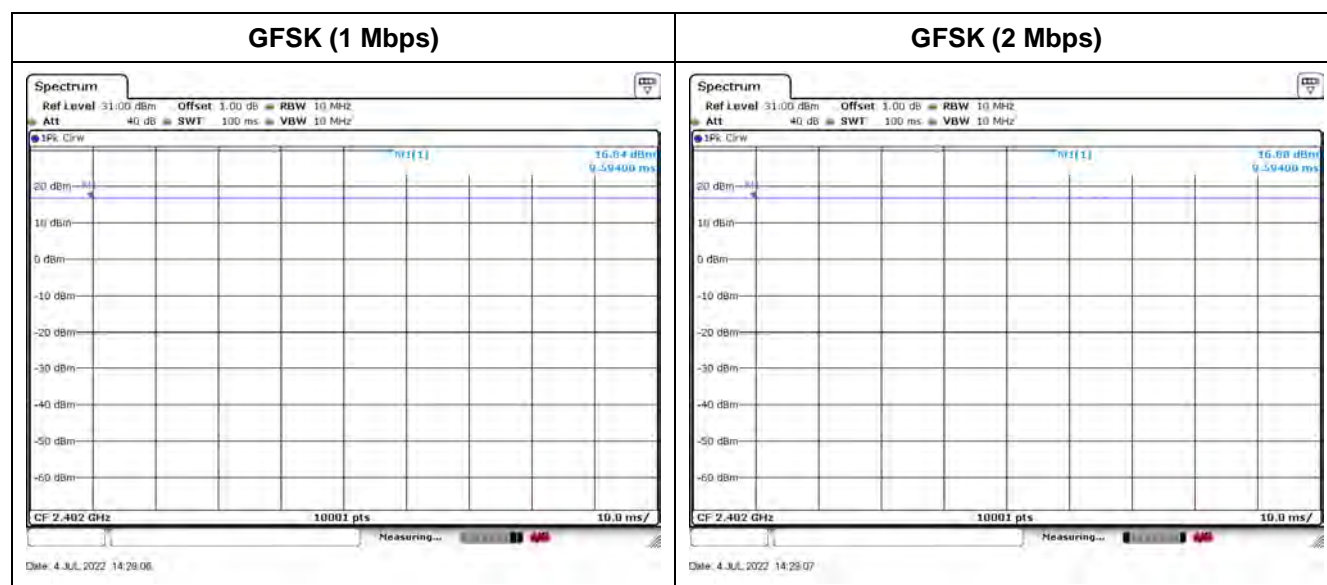 GFSK (1 Mbps)
GFSK (2 Mbps)
Spectrum
Ref Level 31.00 dBm Offset 1.00 dB RBW 10 MHz
Att 40 dB SWT 100 ms VBW 10 MHz
1Pk Clrw
M1[1] 16.84 dBm
9.59400 ms
20 dBm M1
10 dBm
0 dBm
-10 dBm
-20 dBm
-30 dBm
-40 dBm
-50 dBm
-60 dBm
CF 2.402 GHz 10001 pts 10.0 ms/
Measuring...
Date: 4.JUL.2022 14:29:06
Spectrum
Ref Level 31.00 dBm Offset 1.00 dB RBW 10 MHz
Att 40 dB SWT 100 ms VBW 10 MHz
1Pk Clrw
M1[1] 16.88 dBm
9.59400 ms
20 dBm M1
10 dBm
0 dBm
-10 dBm
-20 dBm
-30 dBm
-40 dBm
-50 dBm
-60 dBm
CF 2.402 GHz 10001 pts 10.0 ms/
Measuring...
Date: 4.JUL.2022 14:29:07